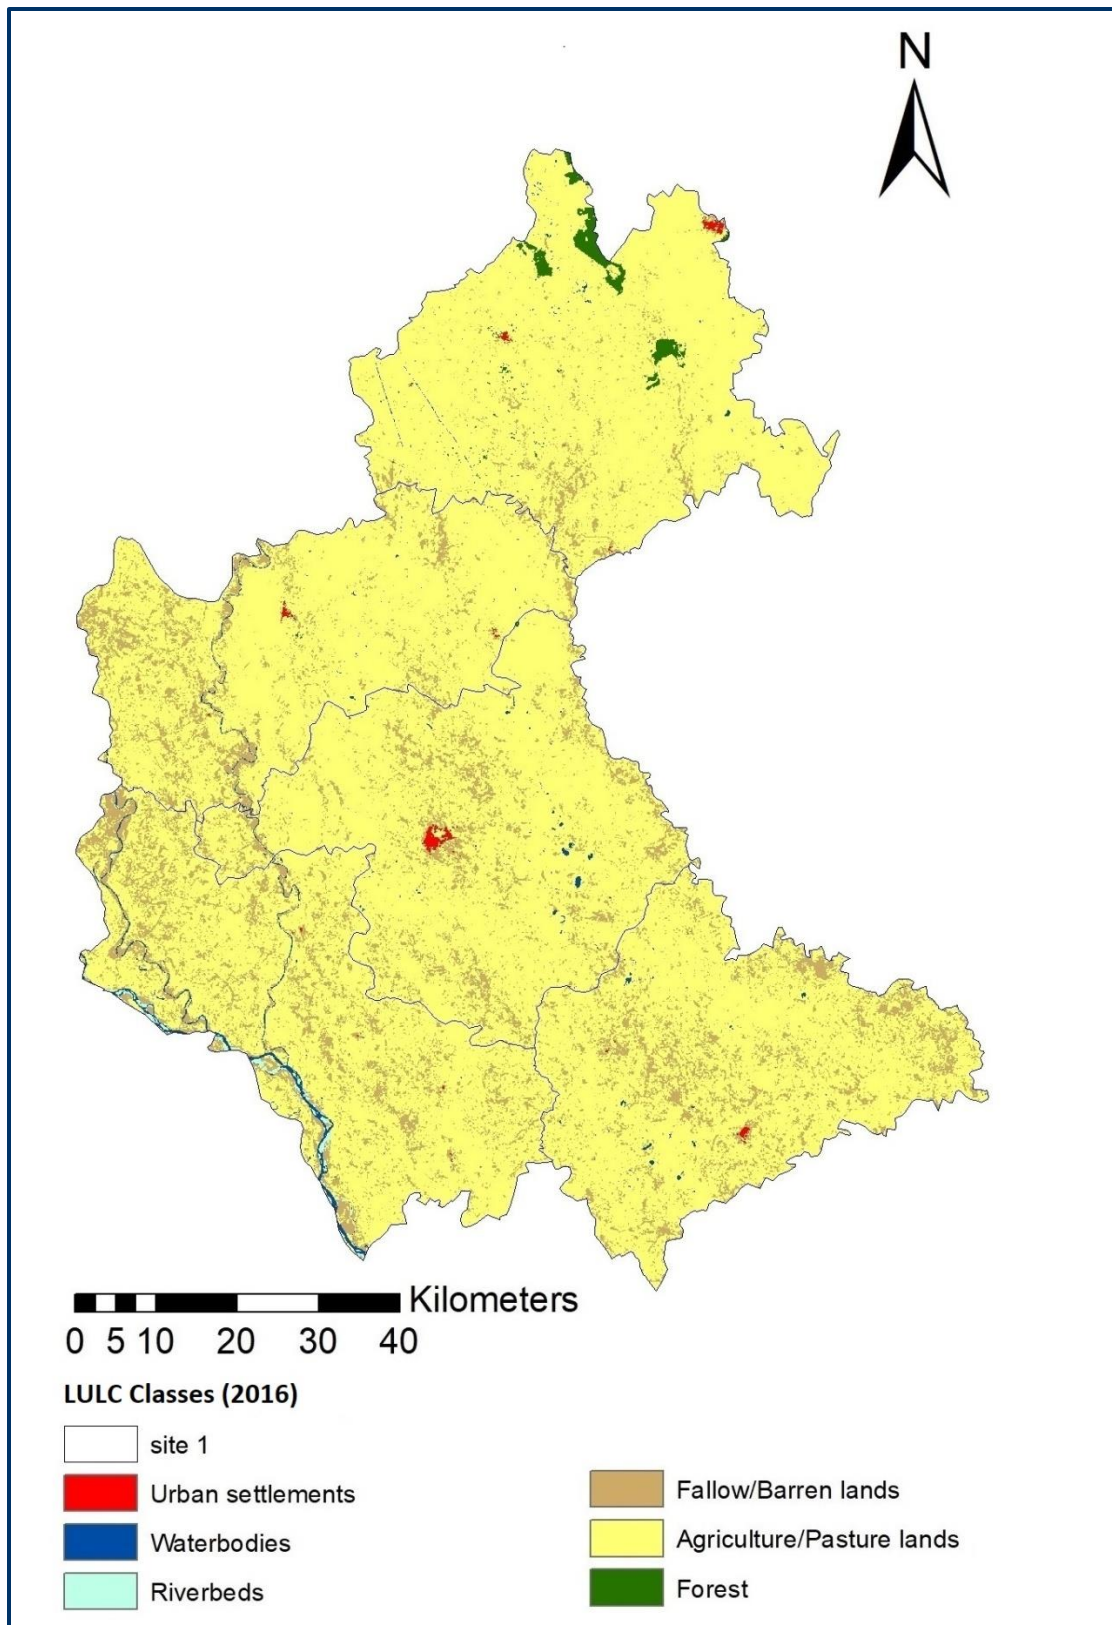 N
Kilometers
0 5 10 20 30 40
LULC Classes (2016)
site 1
Urban settlements
Waterbodies
Riverbeds
Fallow/Barren lands
Agriculture/Pasture lands
Forest